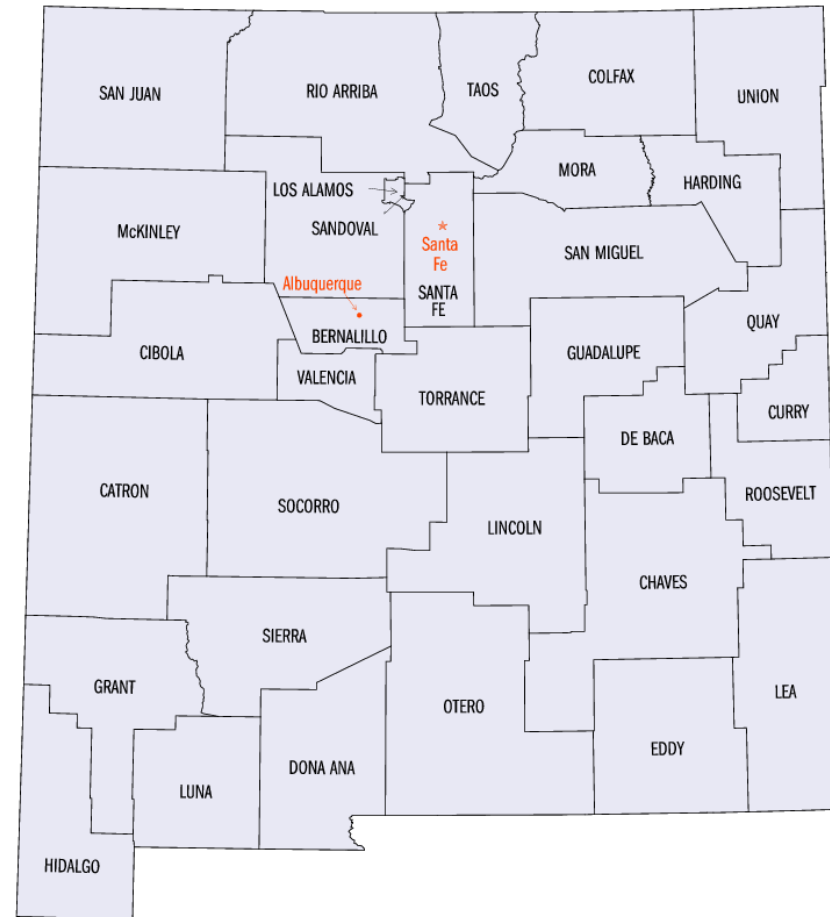 SAN JUAN
RIO ARRIBA
TAOS
COLFAX
UNION
MORA
HARDING
LOS ALAMOS
McKINLEY
SANDOVAL
*
Santa
Fe
SANTA
FE
SAN MIGUEL
Albuquerque
BERNALILLO
QUAY
CIBOLA
VALENCIA
GUADALUPE
TORRANCE
CURRY
DE BACA
CATRON
SOCORRO
ROOSEVELT
LINCOLN
CHAVES
SIERRA
GRANT
OTERO
LEA
EDDY
DONA ANA
LUNA
HIDALGO